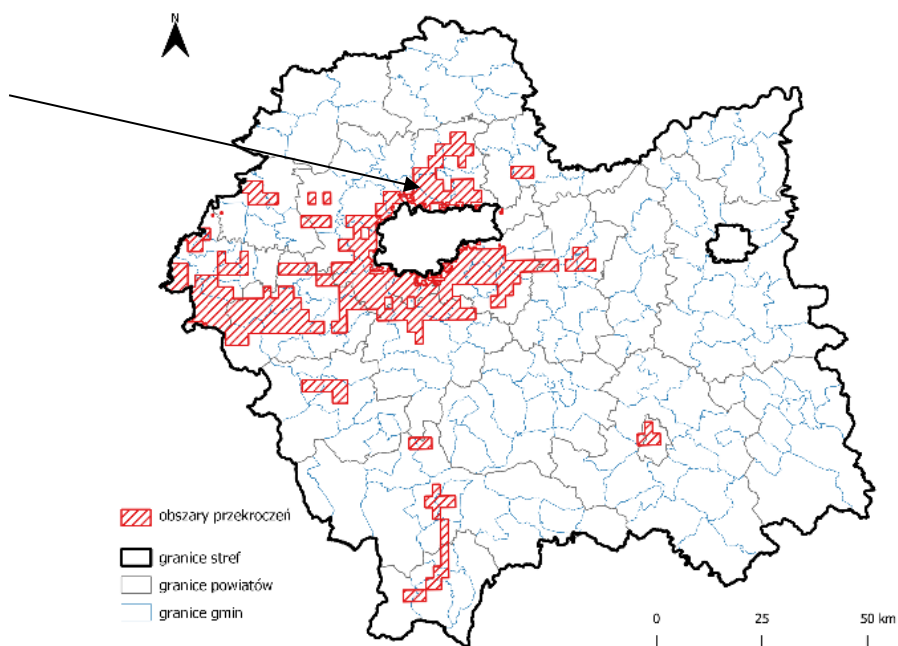 N
obszary przekroczeń
granice stref
granice powiatów
granice gmin
0 25 50 km